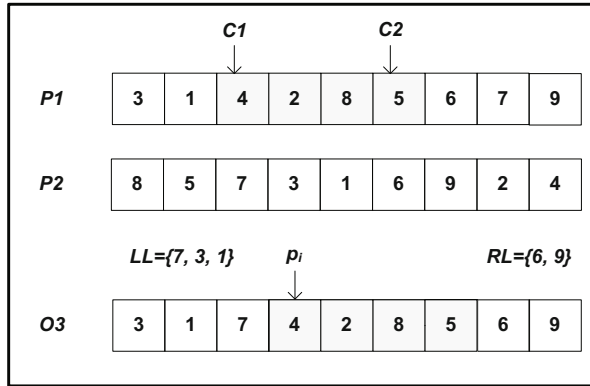 C1 C2
P1 3 1 4 2 8 5 6 7 9
P2 8 5 7 3 1 6 9 2 4
LL={7, 3, 1} pi RL={6, 9}
O3 3 1 7 4 2 8 5 6 9